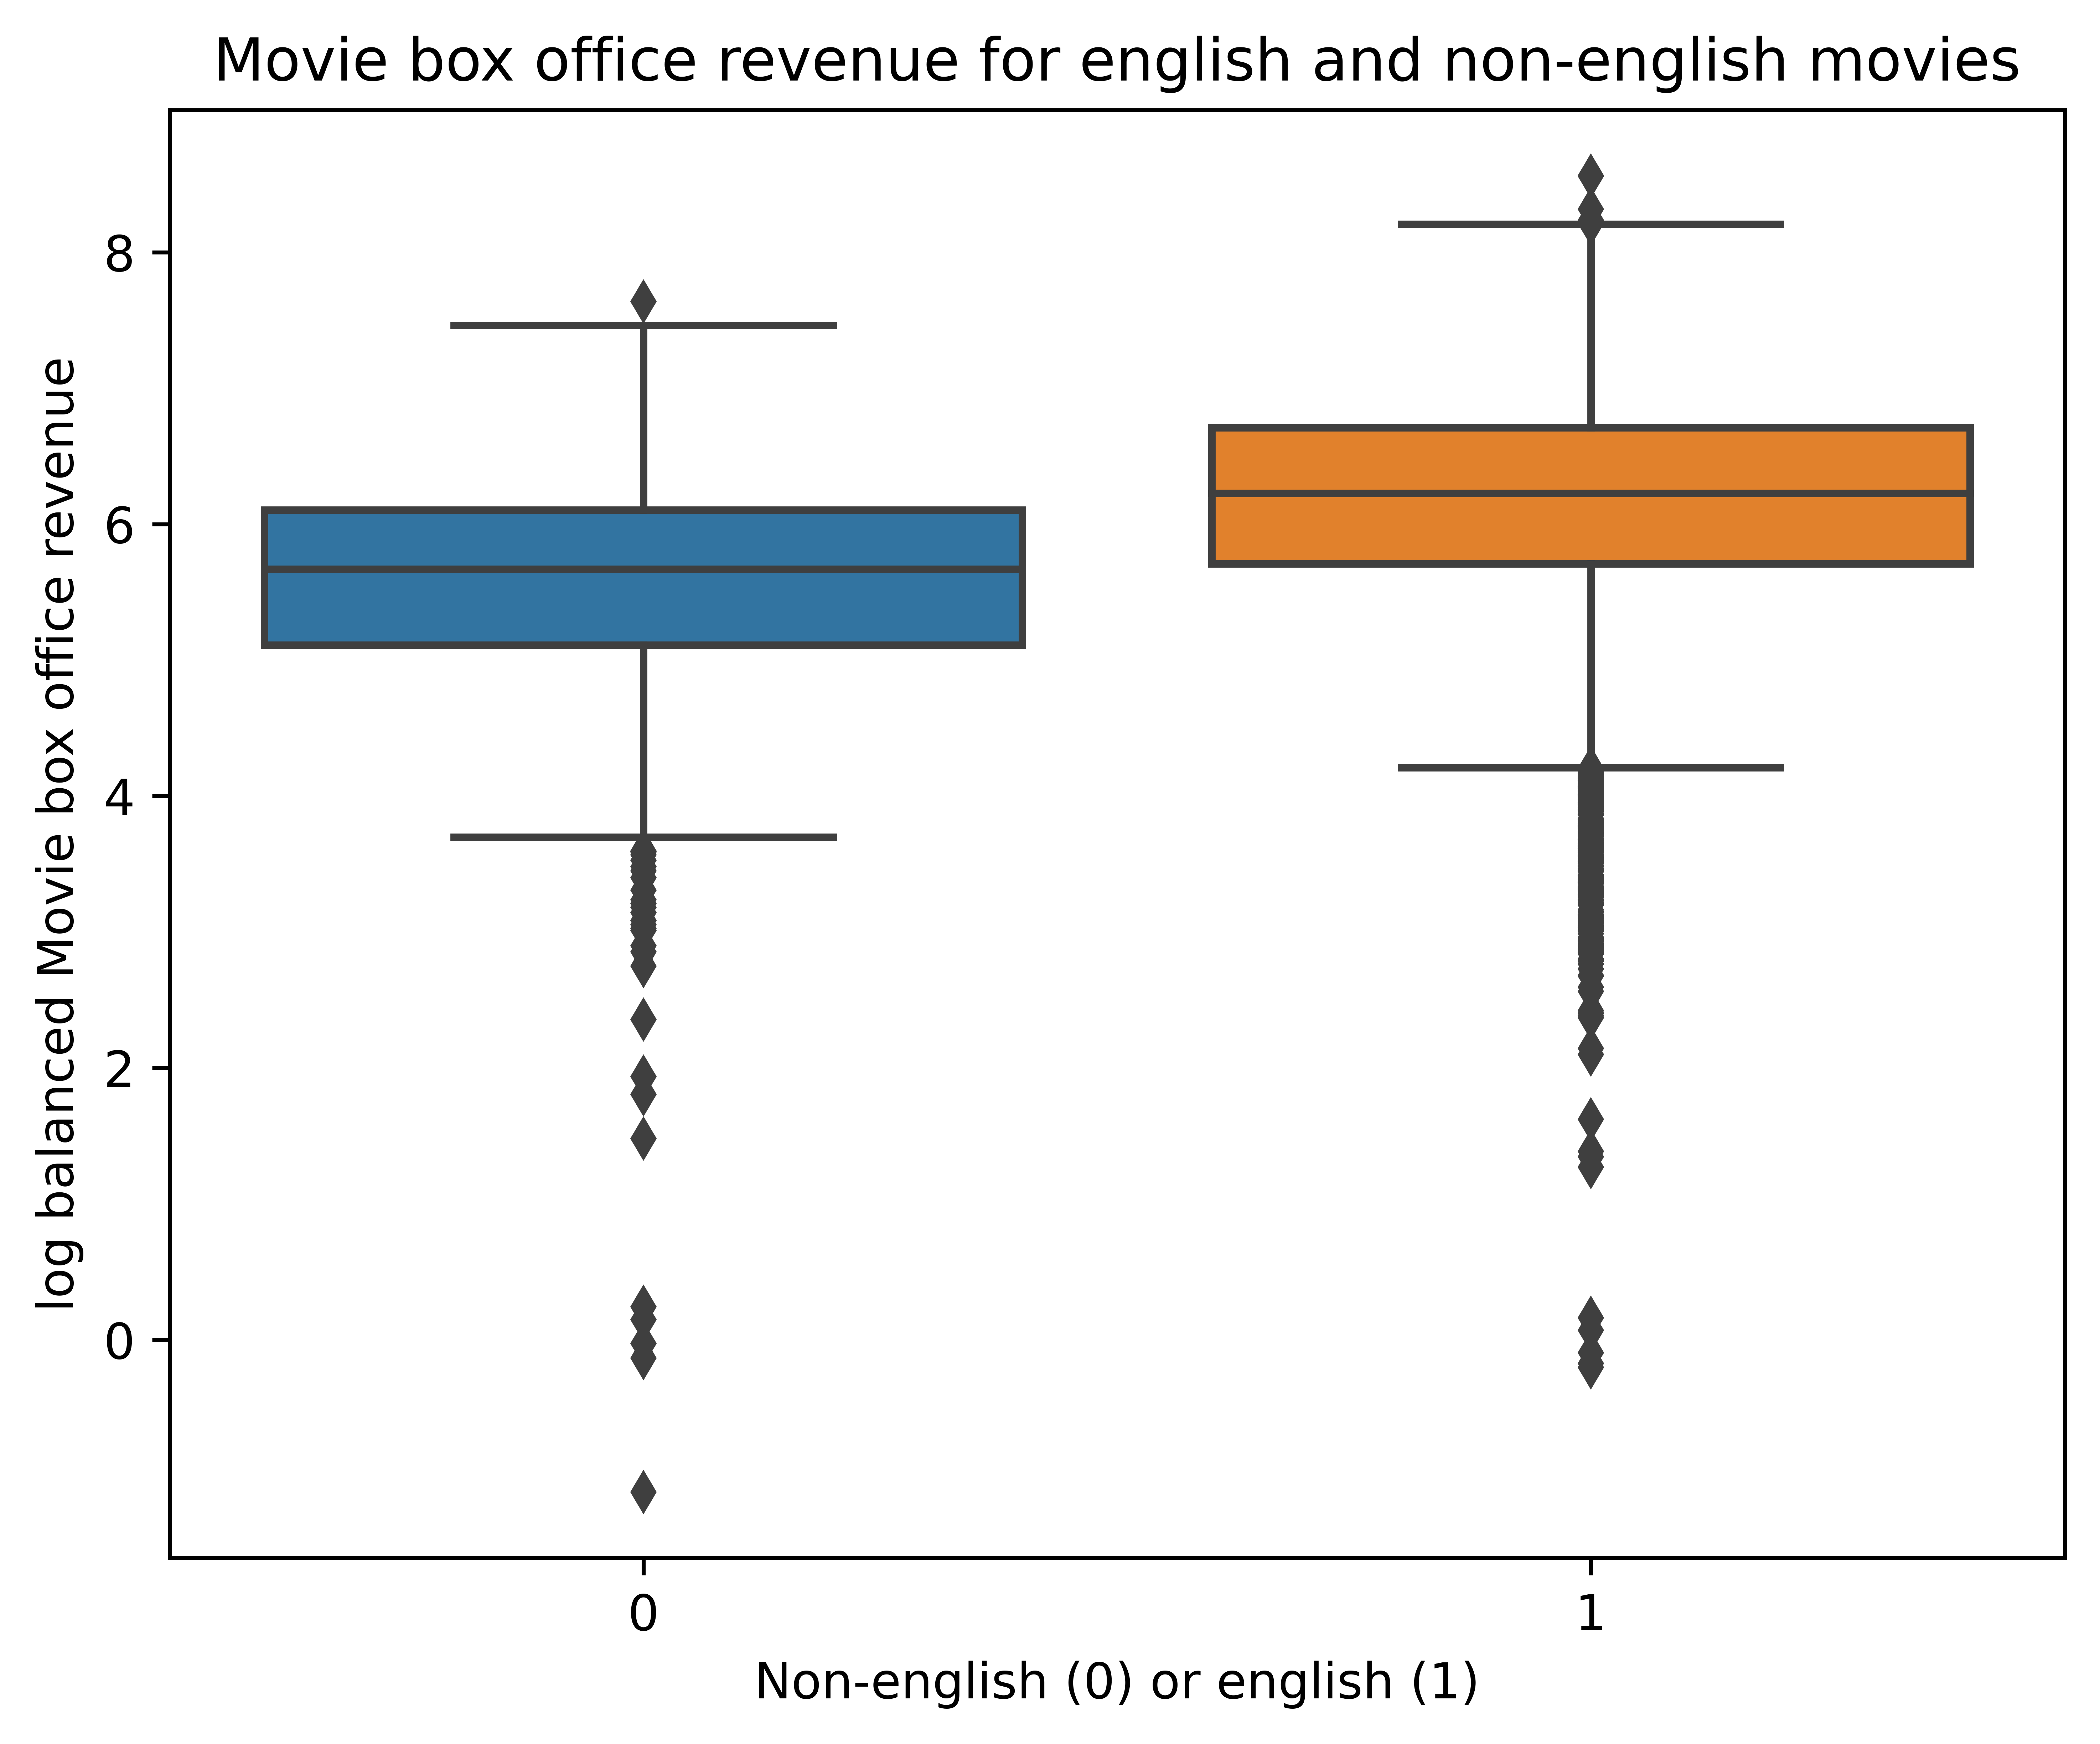 Movie box office revenue for english and non-english movies
log balanced Movie box office revenue
8
6
4
2
0
0
1
Non-english (0) or english (1)